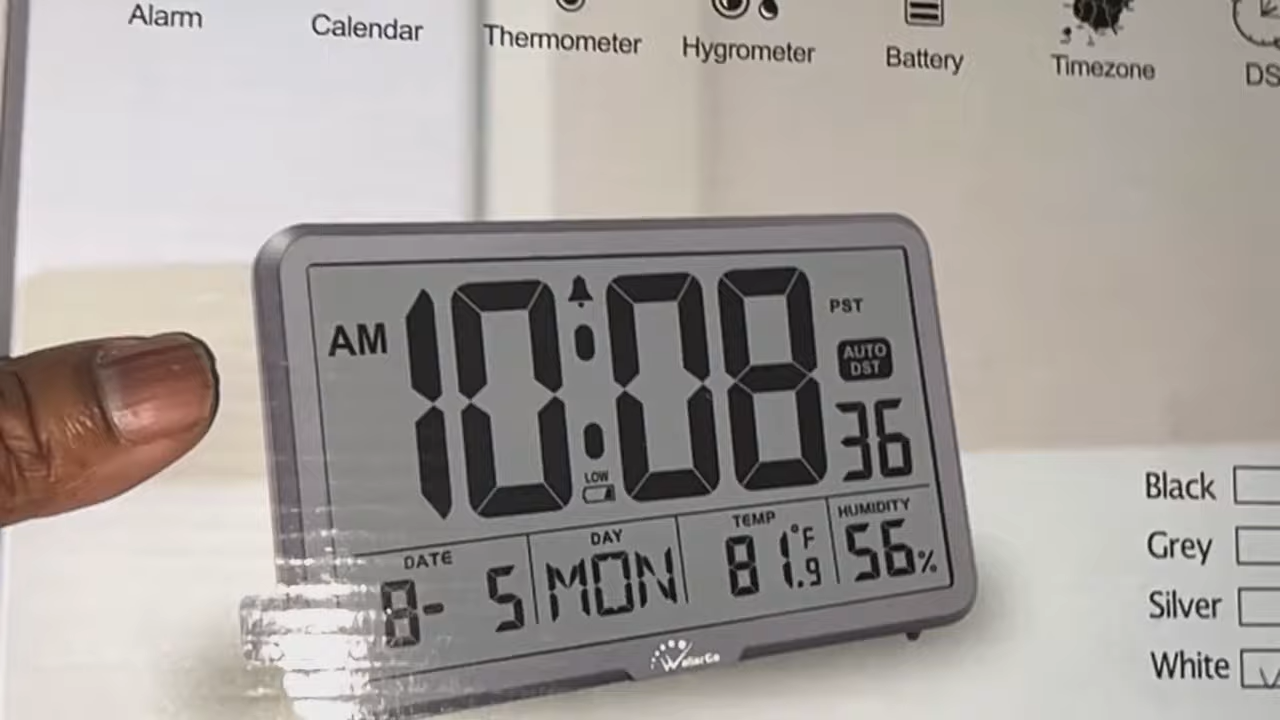 Alarm
Calendar
Thermometer
Hygrometer
Battery
Timezone
AM
10:08
PST
AUTO
DST
36
LOW
DATE
8- 5
DAY
MON
TEMP
81.9°F
HUMIDITY
56%
WallarGe
Black
Grey
Silver
White